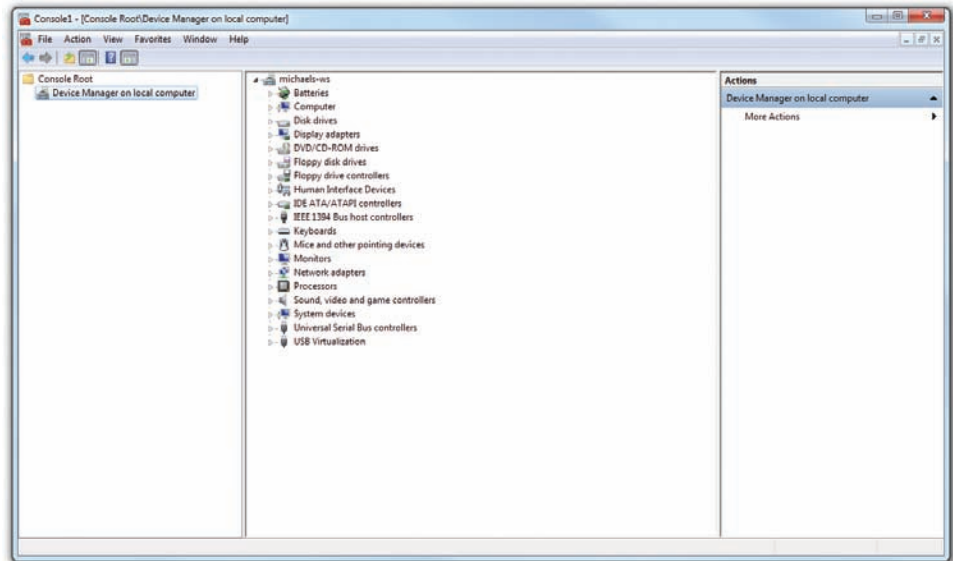 Console1 - [Console Root\Device Manager on local computer]
File Action View Favorites Window Help
Console Root
Device Manager on local computer
michaels-ws
Batteries
Computer
Disk drives
Display adapters
DVD/CD-ROM drives
Floppy disk drives
Floppy drive controllers
Human Interface Devices
IDE ATA/ATAPI controllers
IEEE 1394 Bus host controllers
Keyboards
Mice and other pointing devices
Monitors
Network adapters
Processors
Sound, video and game controllers
System devices
Universal Serial Bus controllers
USB Virtualization
Actions
Device Manager on local computer
More Actions